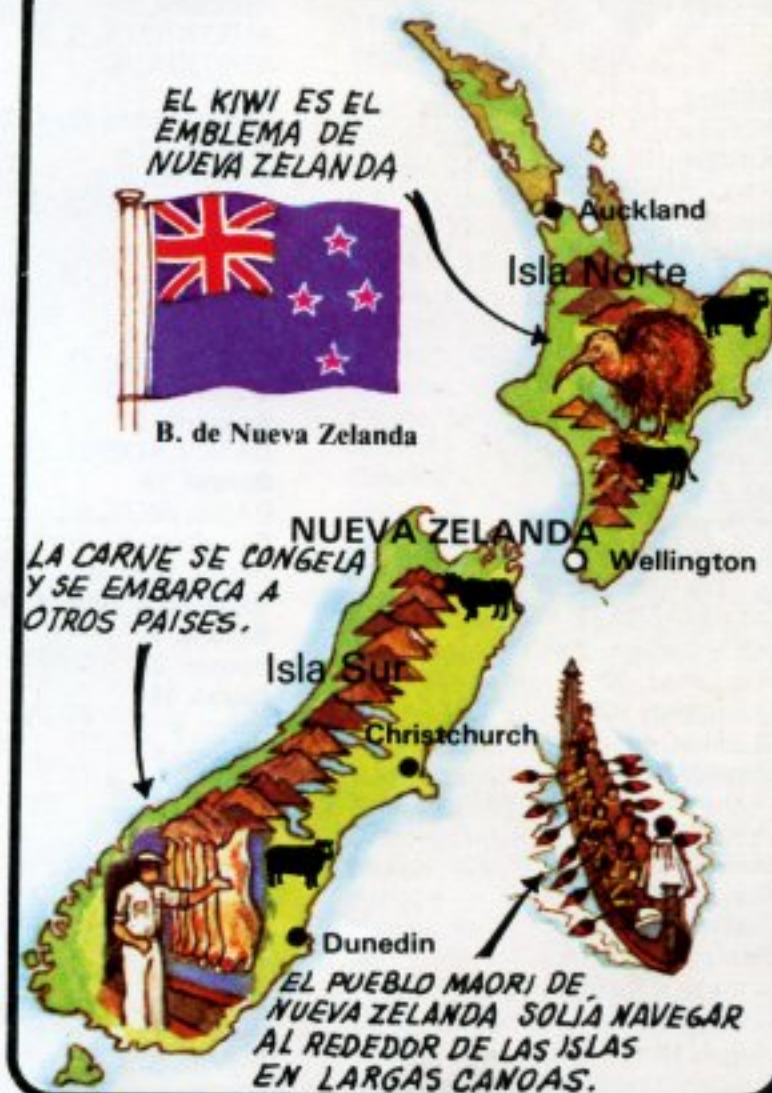 EL KIWI ES EL
EMBLEMA DE
NUEVA ZELANDA
Auckland
Isla Norte
B. de Nueva Zelanda
NUEVA ZELANDA
Wellington
LA CARNE SE CONGELA
Y SE EMBARCA A
OTROS PAISES.
Isla Sur
Christchurch
Dunedin
EL PUEBLO MAORI DE
NUEVA ZELANDA SOLIA NAVEGAR
AL REDEDOR DE LAS ISLAS
EN LARGAS CANOAS.